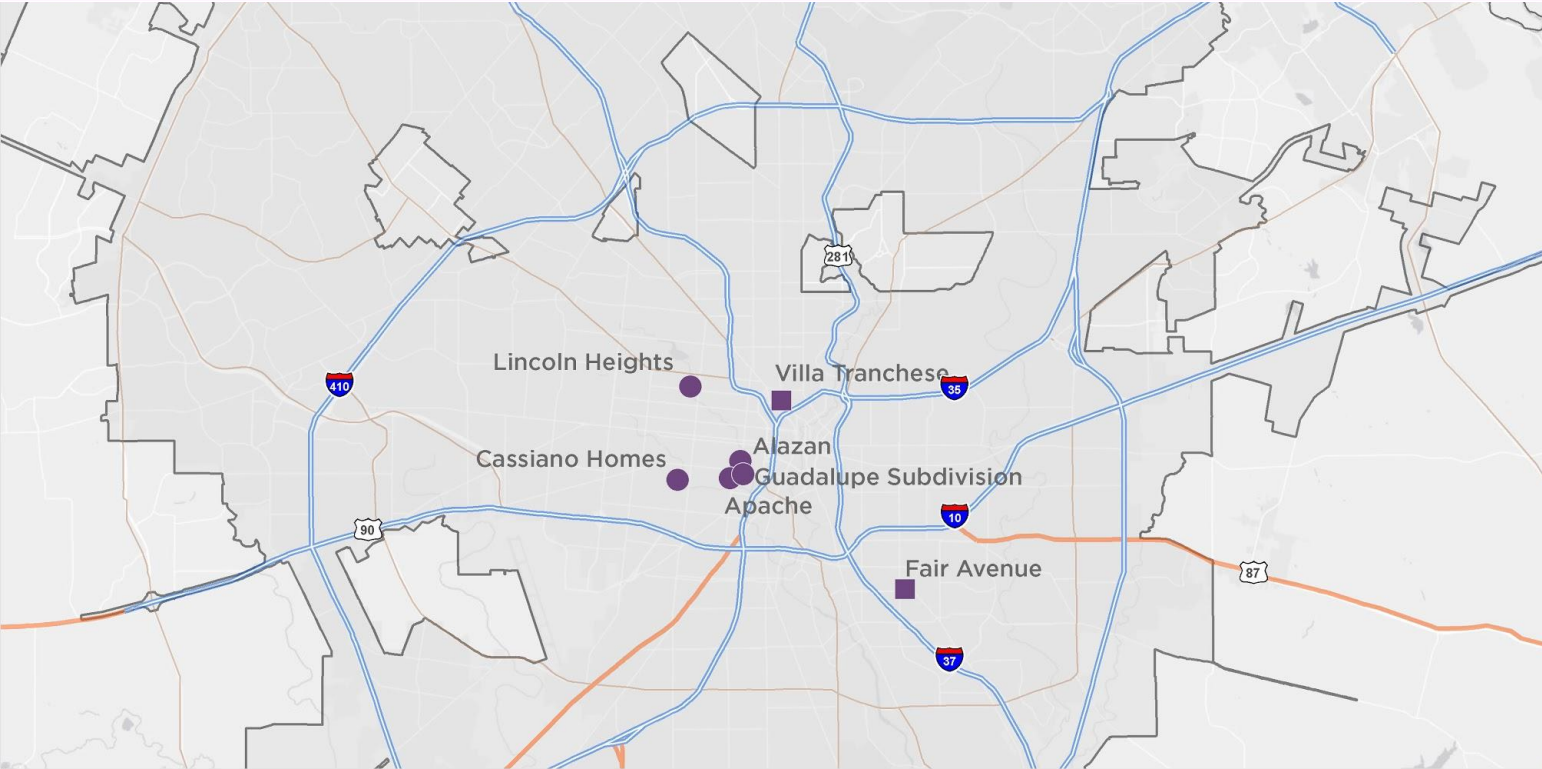 281
Lincoln Heights
Villa Tranchese
410
35
Alazan
Cassiano Homes
Guadalupe Subdivision
Apache
10
90
Fair Avenue
87
37